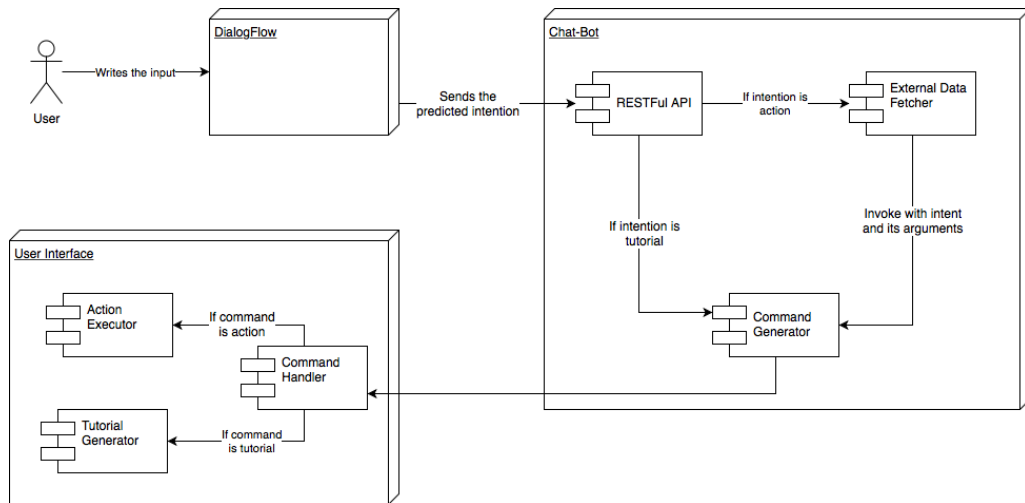 DialogFlow
Chat-Bot
Writes the input
User
Sends the
predicted intention
RESTFul API
If intention is
action
External Data
Fetcher
If intention is
tutorial
Invoke with intent
and its arguments
Command
Generator
User Interface
Action
Executor
If command
is action
Command
Handler
Tutorial
Generator
If command
is tutorial